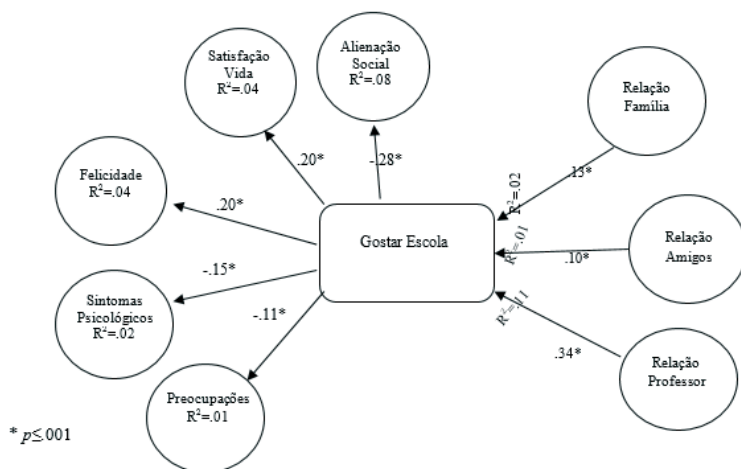 Satisfação
Vida
R²=.04
Alienação
Social
R²=.08
Relação
Família
Felicidade
R²=.04
.20*
-.28*
.13*
R²=.02
.20*
Gostar Escola
R²=.01
.10*
Relação
Amigos
-.15*
Sintomas
Psicológicos
R²=.02
-.11*
R²=.11
.34*
Relação
Professor
Preocupações
R²=.01
* p≤.001